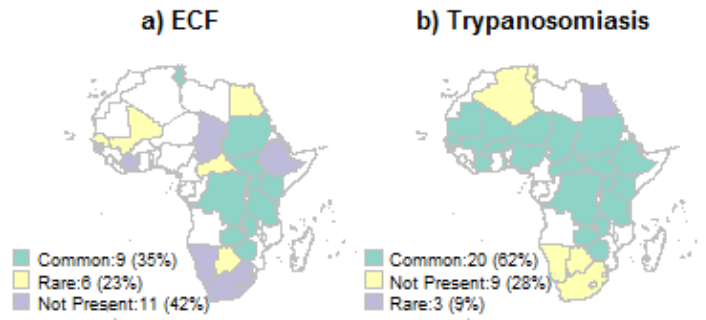 a) ECF
Common:9 (35%)
Rare:6 (23%)
Not Present:11 (42%)
b) Trypanosomiasis
Common:20 (62%)
Not Present:9 (28%)
Rare:3 (9%)